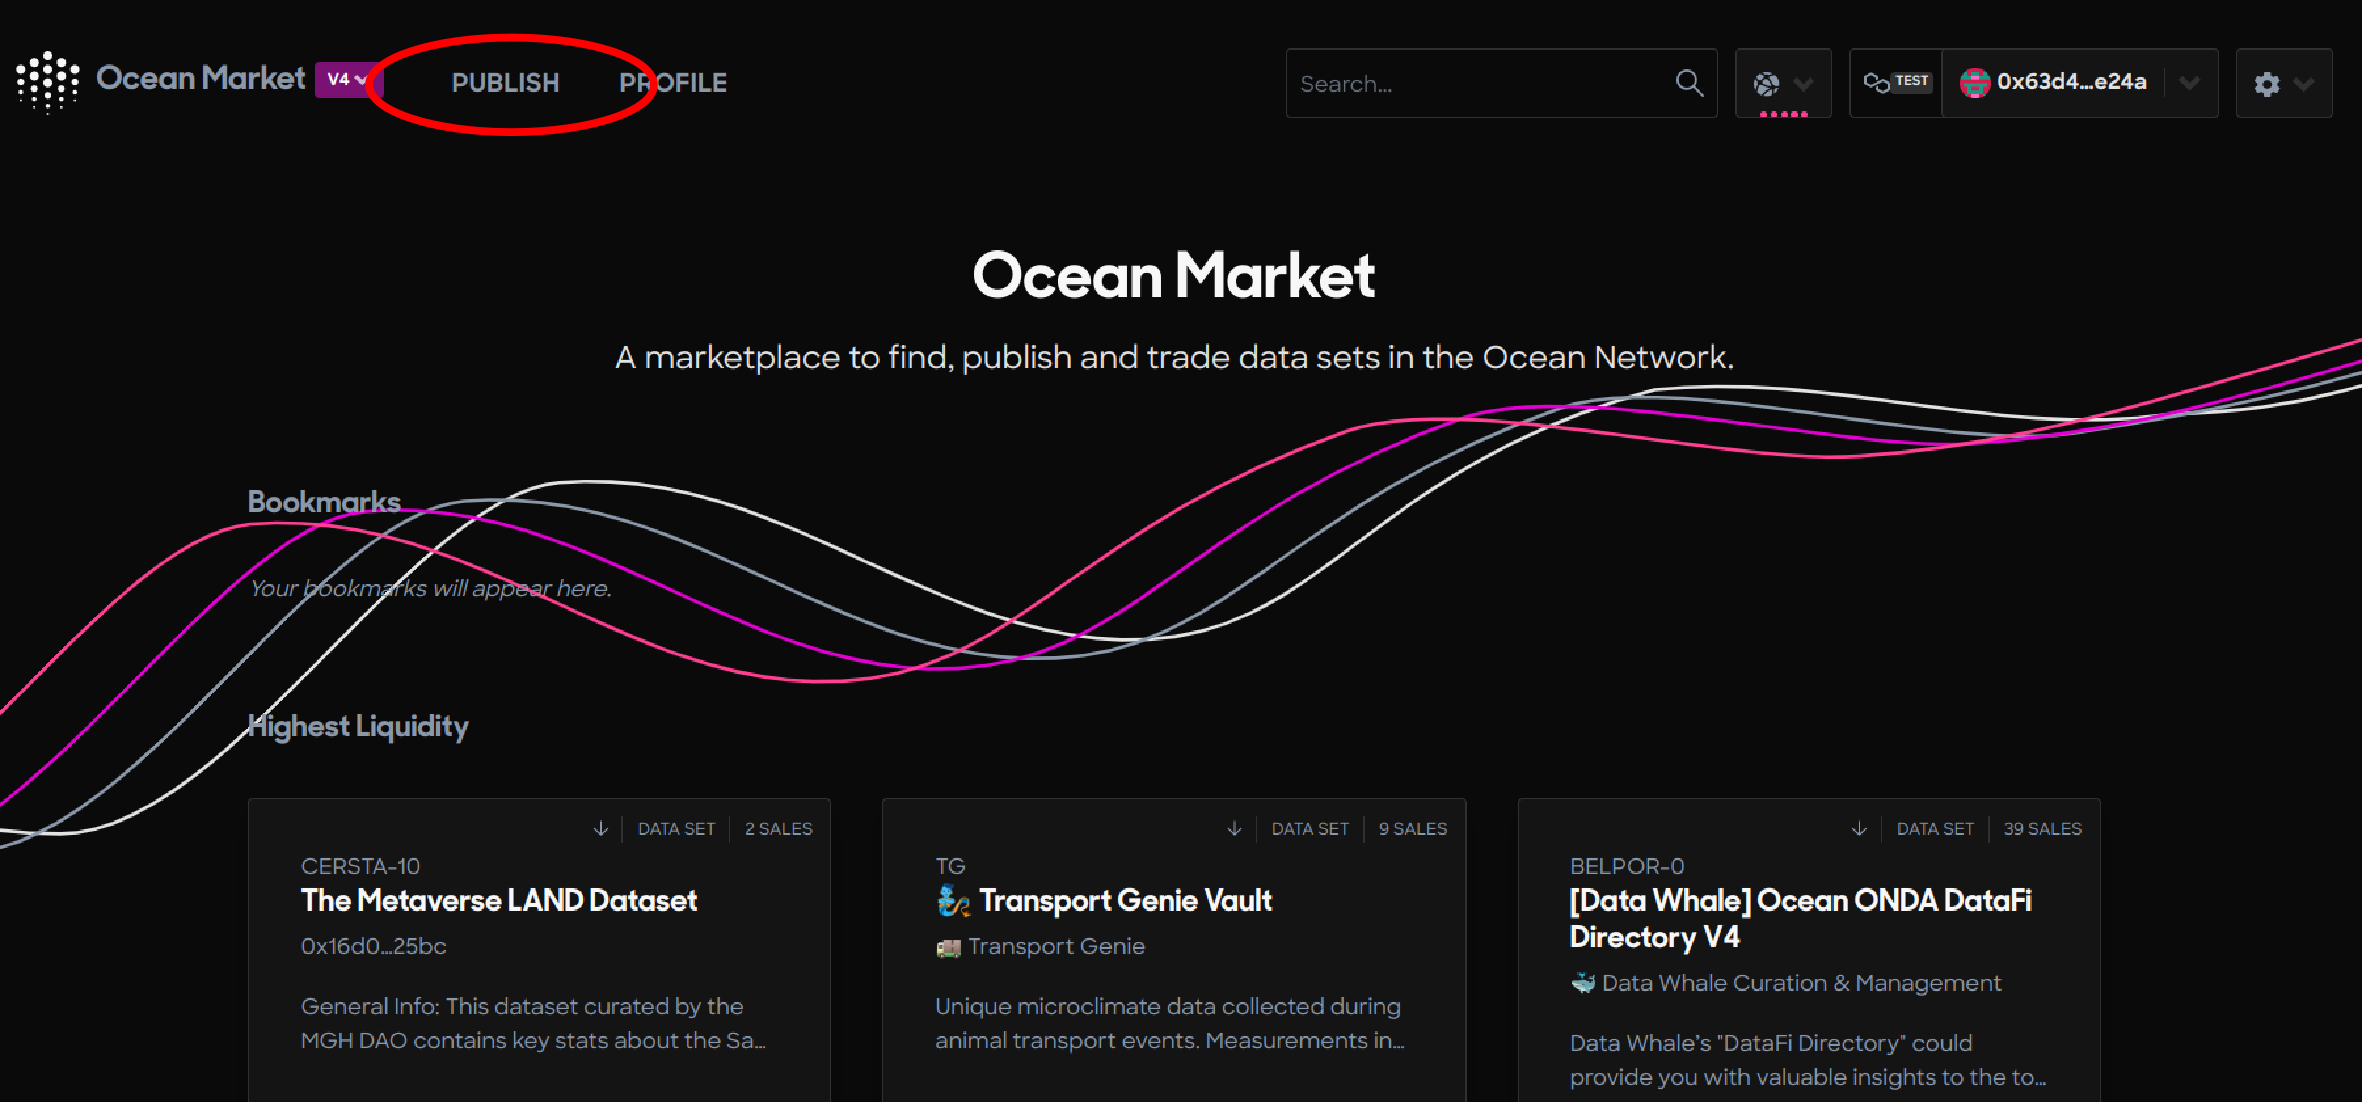 Ocean Market V4 PUBLISH PROFILE Search... TEST 0x63d4...e24a
Ocean Market
A marketplace to find, publish and trade data sets in the Ocean Network.
Bookmarks
Your bookmarks will appear here.
Highest Liquidity
DATA SET 2 SALES
CERSTA-10
The Metaverse LAND Dataset
0x16d0...25bc
General Info: This dataset curated by the
MGH DAO contains key stats about the Sa...
DATA SET 9 SALES
TG
Transport Genie Vault
Transport Genie
Unique microclimate data collected during
animal transport events. Measurements in...
DATA SET 39 SALES
BELPOR-0
[Data Whale] Ocean ONDA DataFi
Directory V4
Data Whale Curation & Management
Data Whale's "DataFi Directory" could
provide you with valuable insights to the to...